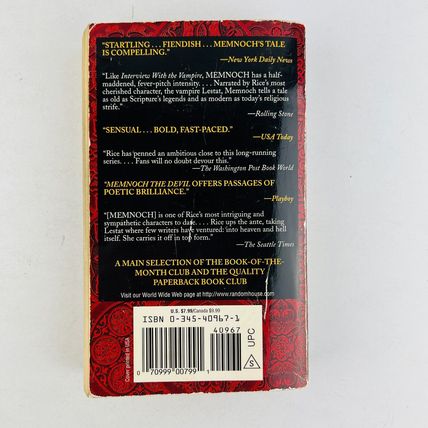 "STARTLING . . . FIENDISH . . . MEMNOCH'S TALE
IS COMPELLING."
—New York Daily News
"Like Interview With the Vampire, MEMNOCH has a half-
maddened, fever-pitch intensity. . . . Narrated by Rice's most
cherished character, the vampire Lestat, Memnoch tells a tale
as old as Scripture's legends and as modern as today's religious
strife."
—Rolling Stone
"SENSUAL . . . BOLD, FAST-PACED."
—USA Today
"Rice has penned an ambitious close to this long-running
series. . . . Fans will no doubt devour this."
—The Washington Post Book World
"MEMNOCH THE DEVIL OFFERS PASSAGES OF
POETIC BRILLIANCE."
—Playboy
"[MEMNOCH] is one of Rice's most intriguing and
sympathetic characters to date. . . . Rice ups the ante, taking
Lestat where few writers have ventured: into heaven and hell
itself. She carries it off in top form."
—The Seattle Times
A MAIN SELECTION OF THE BOOK-OF-THE-
MONTH CLUB AND THE QUALITY
PAPERBACK BOOK CLUB
Visit our World Wide Web page at http://www.randomhouse.com
U.S. $7.99/Canada $9.99
ISBN 0-345-40967-1
40967
0 70999 00799 1
S UPC
Cover printed in USA